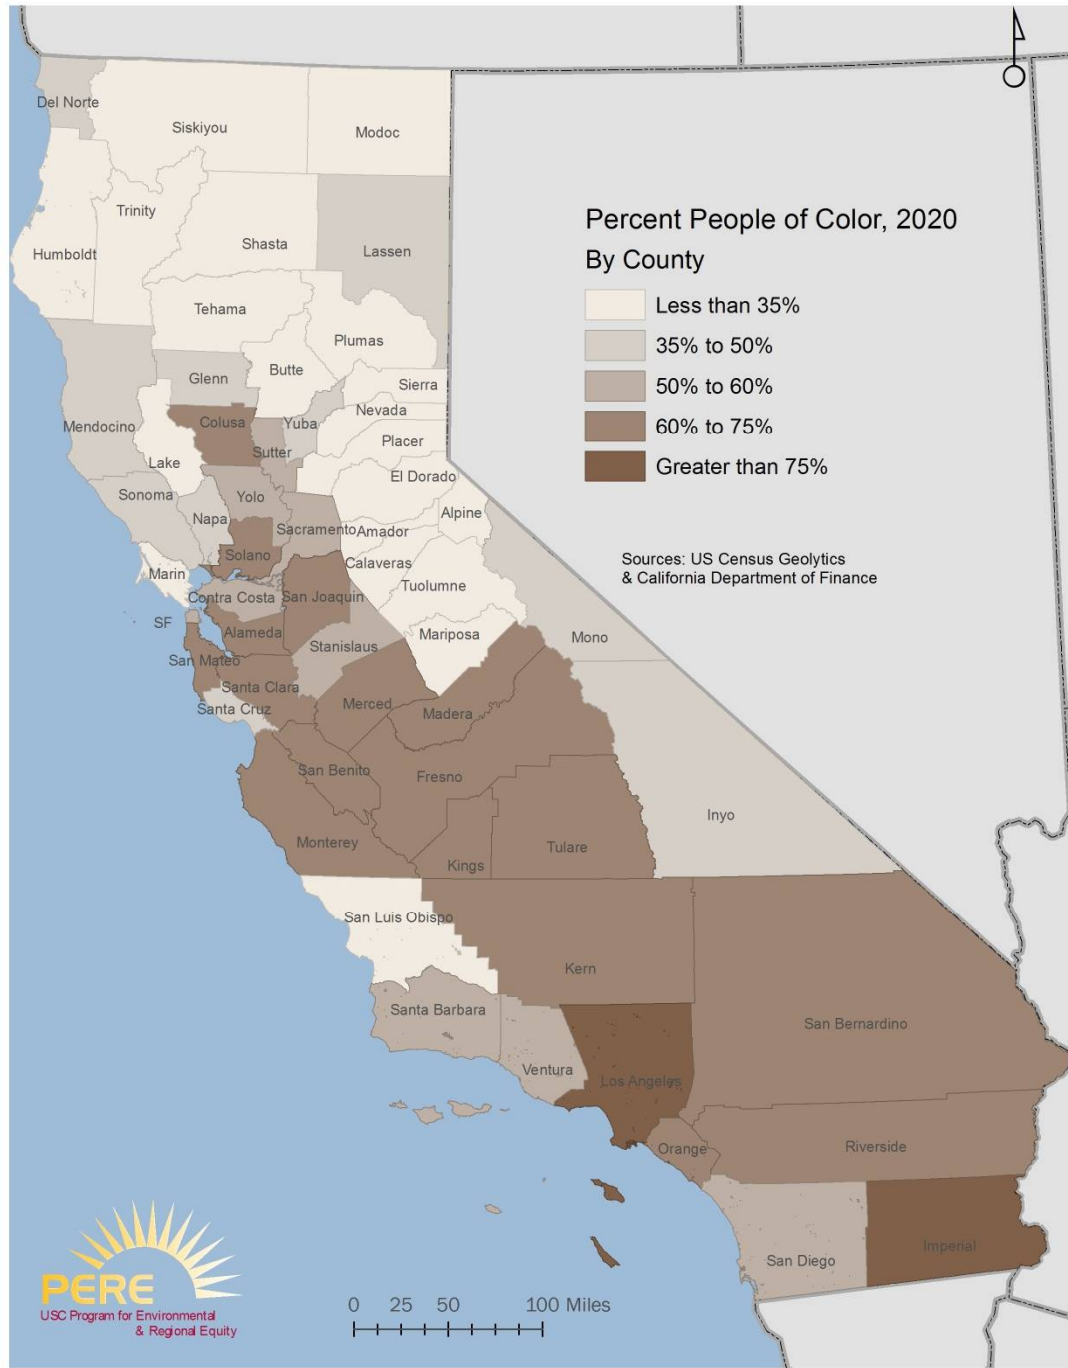 Del Norte
Siskiyou
Modoc
Trinity
Humboldt
Shasta
Lassen
Percent People of Color, 2020
By County
Less than 35%
35% to 50%
50% to 60%
60% to 75%
Greater than 75%
Sources: US Census Geolytics
& California Department of Finance
Tehama
Plumas
Butte
Glenn
Sierra
Nevada
Mendocino
Colusa
Yuba
Placer
Sutter
Lake
El Dorado
Sonoma
Yolo
Napa
Alpine
Sacramento
Amador
Solano
Marin
Calaveras
Tuolumne
Contra Costa
San Joaquin
SF
Alameda
Mariposa
Mono
Stanislaus
San Mateo
Santa Clara
Santa Cruz
Merced
Madera
San Benito
Fresno
Inyo
Monterey
Kings
Tulare
San Luis Obispo
Kern
Santa Barbara
San Bernardino
Ventura
Los Angeles
Orange
Riverside
San Diego
Imperial
PERE
USC Program for Environmental
& Regional Equity
0 25 50 100 Miles